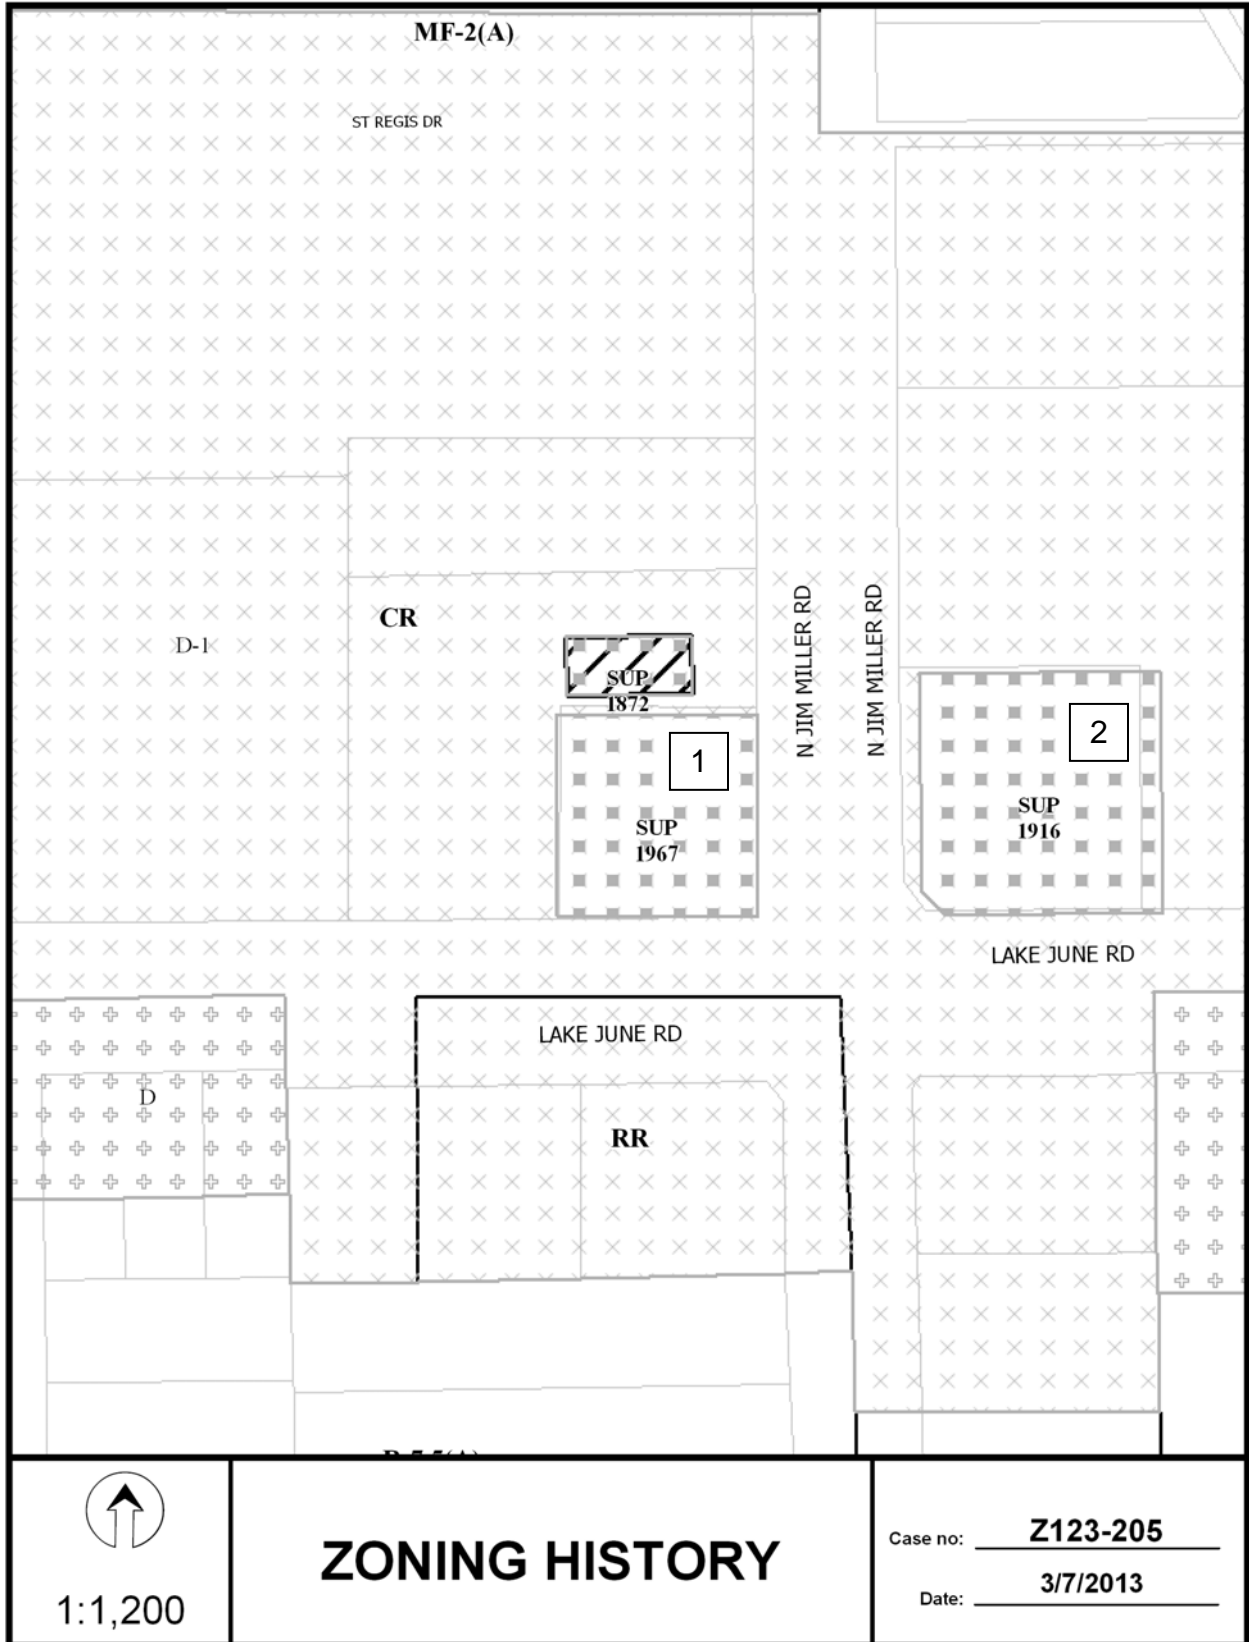 MF-2(A)
ST REGIS DR
CR
D-1
N JIM MILLER RD
N JIM MILLER RD
SUP
1872
1
2
SUP
1967
SUP
1916
LAKE JUNE RD
LAKE JUNE RD
D
RR
1:1,200
ZONING HISTORY
Case no: Z123-205
Date: 3/7/2013